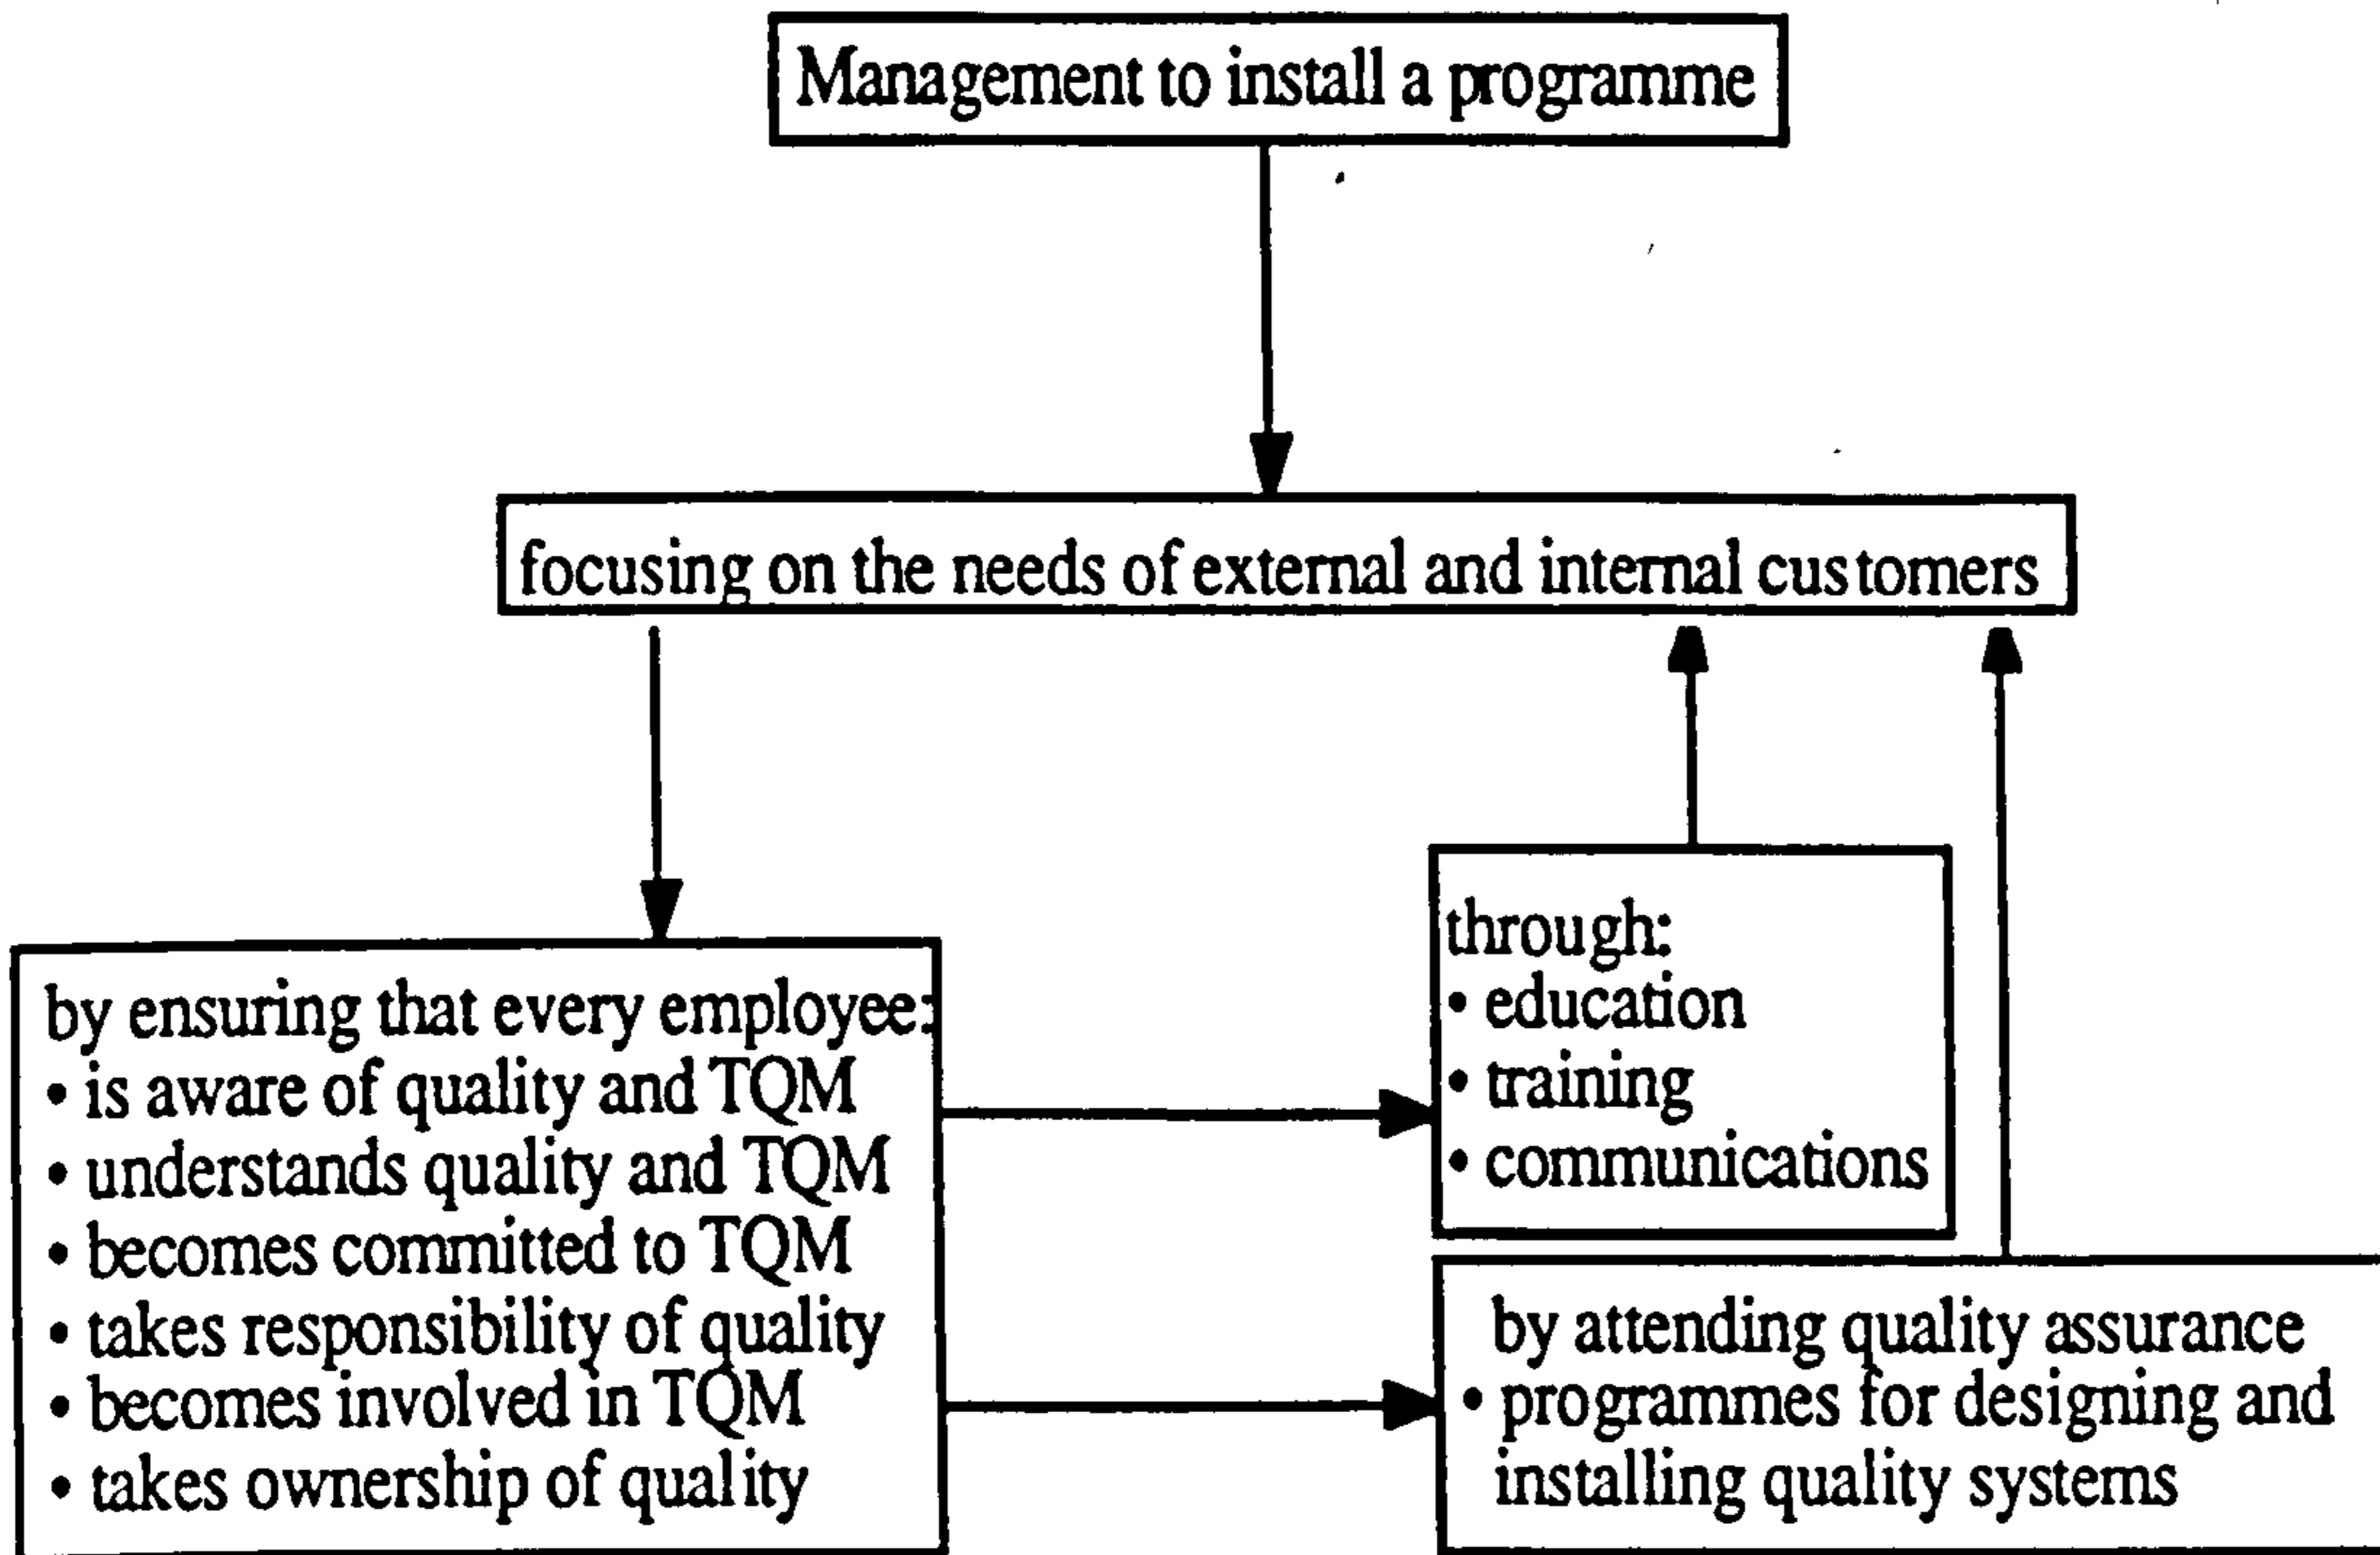 Management to install a programme
focusing on the needs of external and internal customers
by ensuring that every employee:
• is aware of quality and TQM
• understands quality and TQM
• becomes committed to TQM
• takes responsibility of quality
• becomes involved in TQM
• takes ownership of quality
through:
• education
• training
• communications
by attending quality assurance
• programmes for designing and
installing quality systems